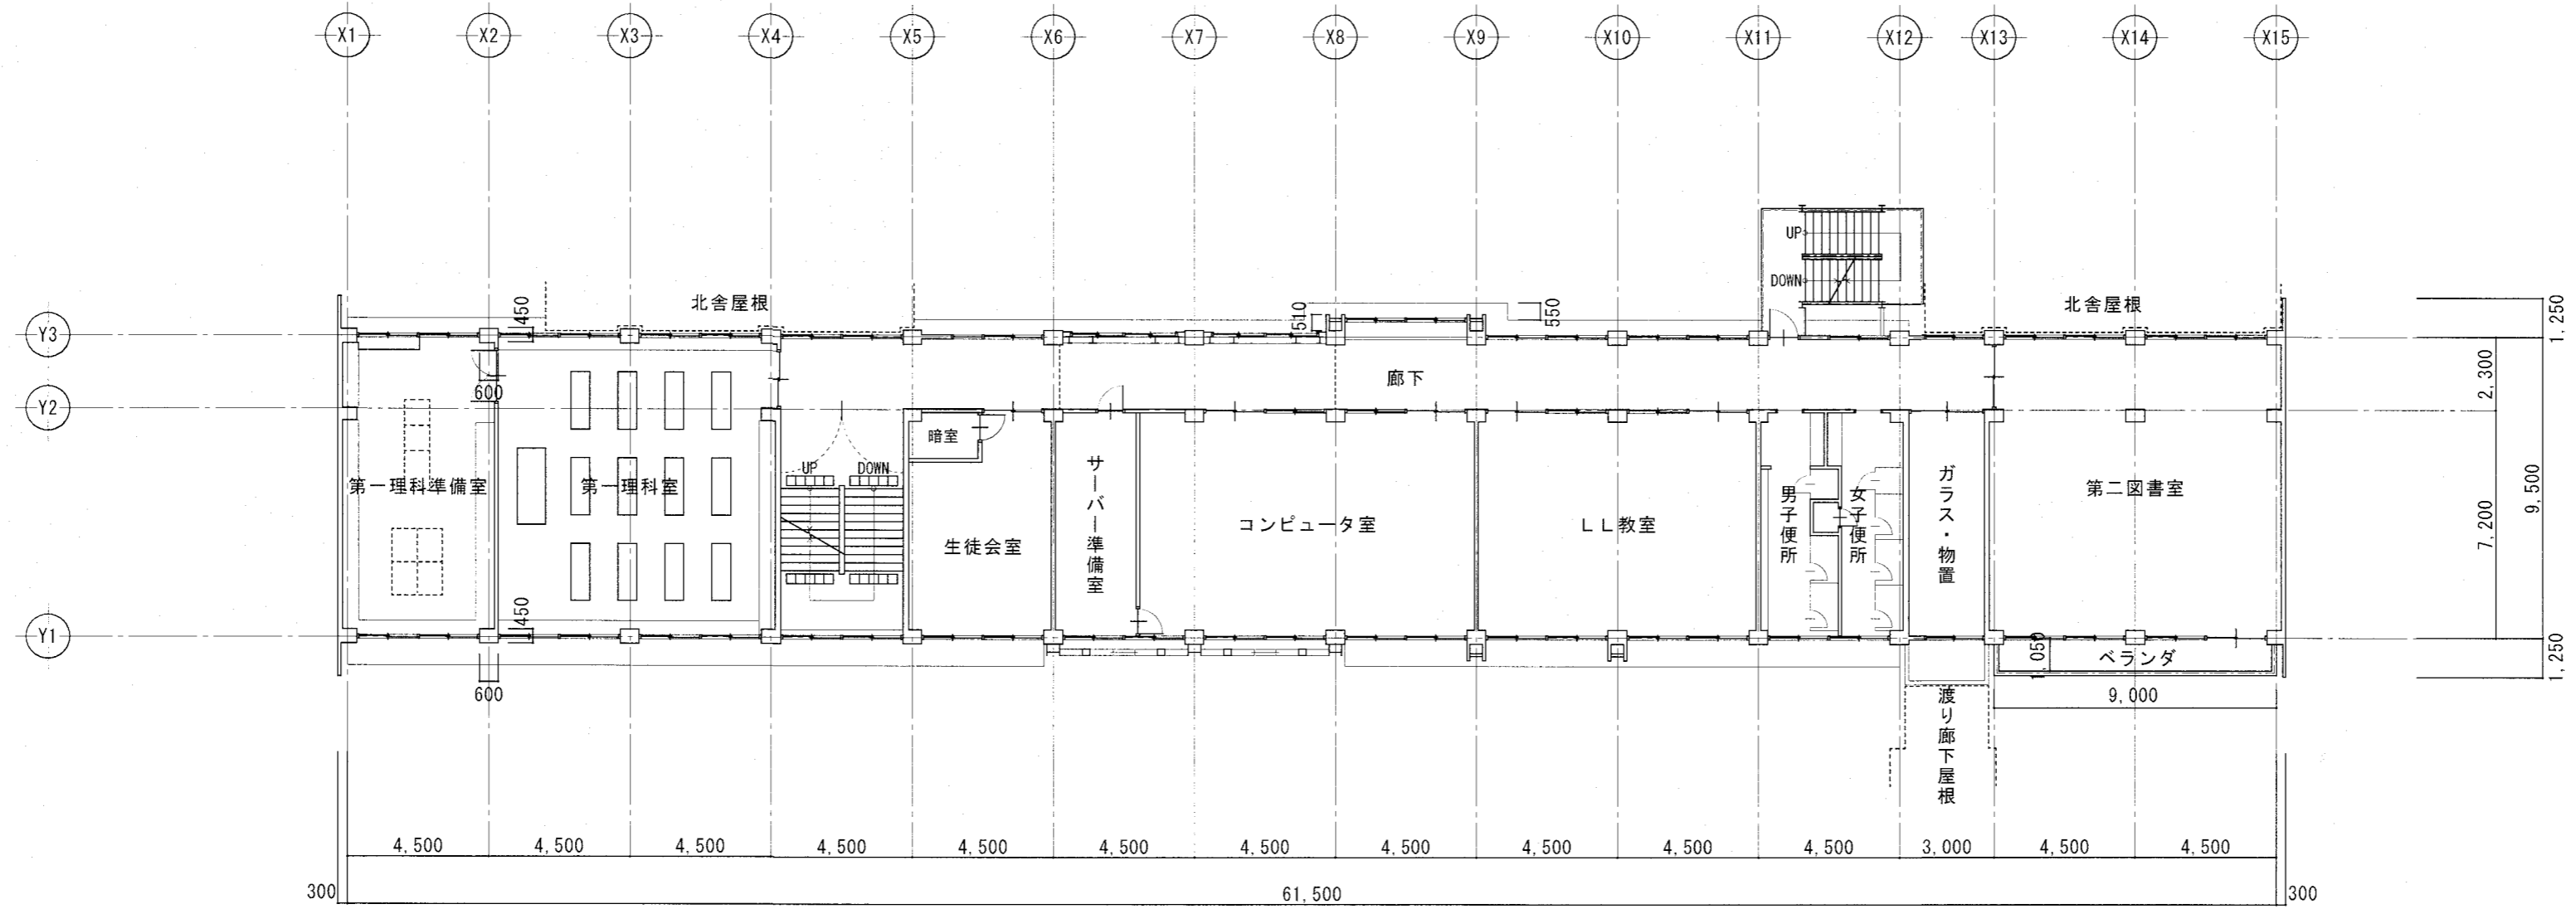 X1 X2 X3 X4 X5 X6 X7 X8 X9 X10 X11 X12 X13 X14 X15
UP
DOWN
北舎屋根
450
510
550
北舎屋根
1,250
Y3
廊下
2,300
600
Y2
暗室
UP DOWN
第一理科準備室
第一理科室
生徒会室
サーバー準備室
コンピュータ室
LL教室
男子便所
女子便所
ガラス・物置
第二図書室
7,200
9,500
450
Y1
ベランダ
1,250
600
9,000
渡り廊下屋根
4,500 4,500 4,500 4,500 4,500 4,500 4,500 4,500 4,500 4,500 4,500 3,000 4,500 4,500
300 61,500 300